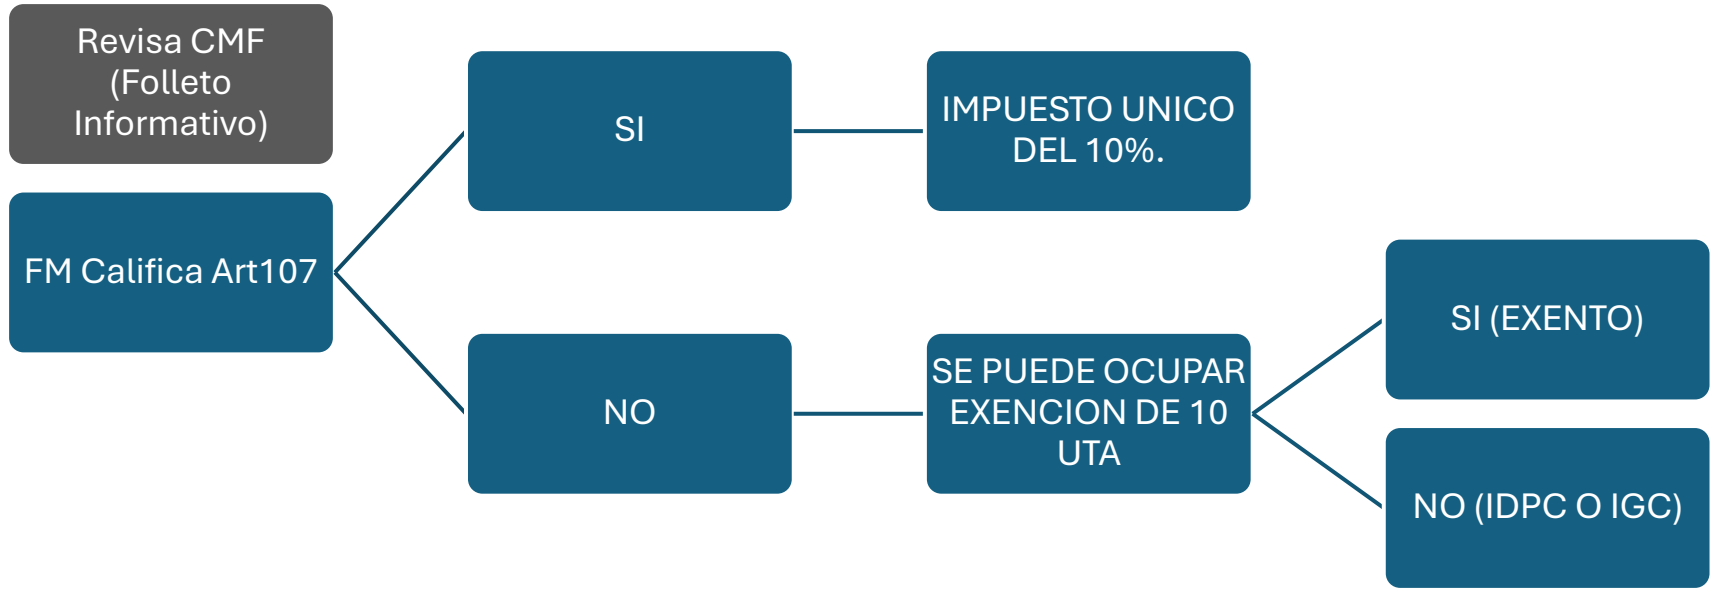 Revisa CMF
(Folleto
Informativo)
FM Califica Art107
SI
IMPUESTO UNICO
DEL 10%.
NO
SE PUEDE OCUPAR
EXENCION DE 10
UTA
SI (EXENTO)
NO (IDPC O IGC)